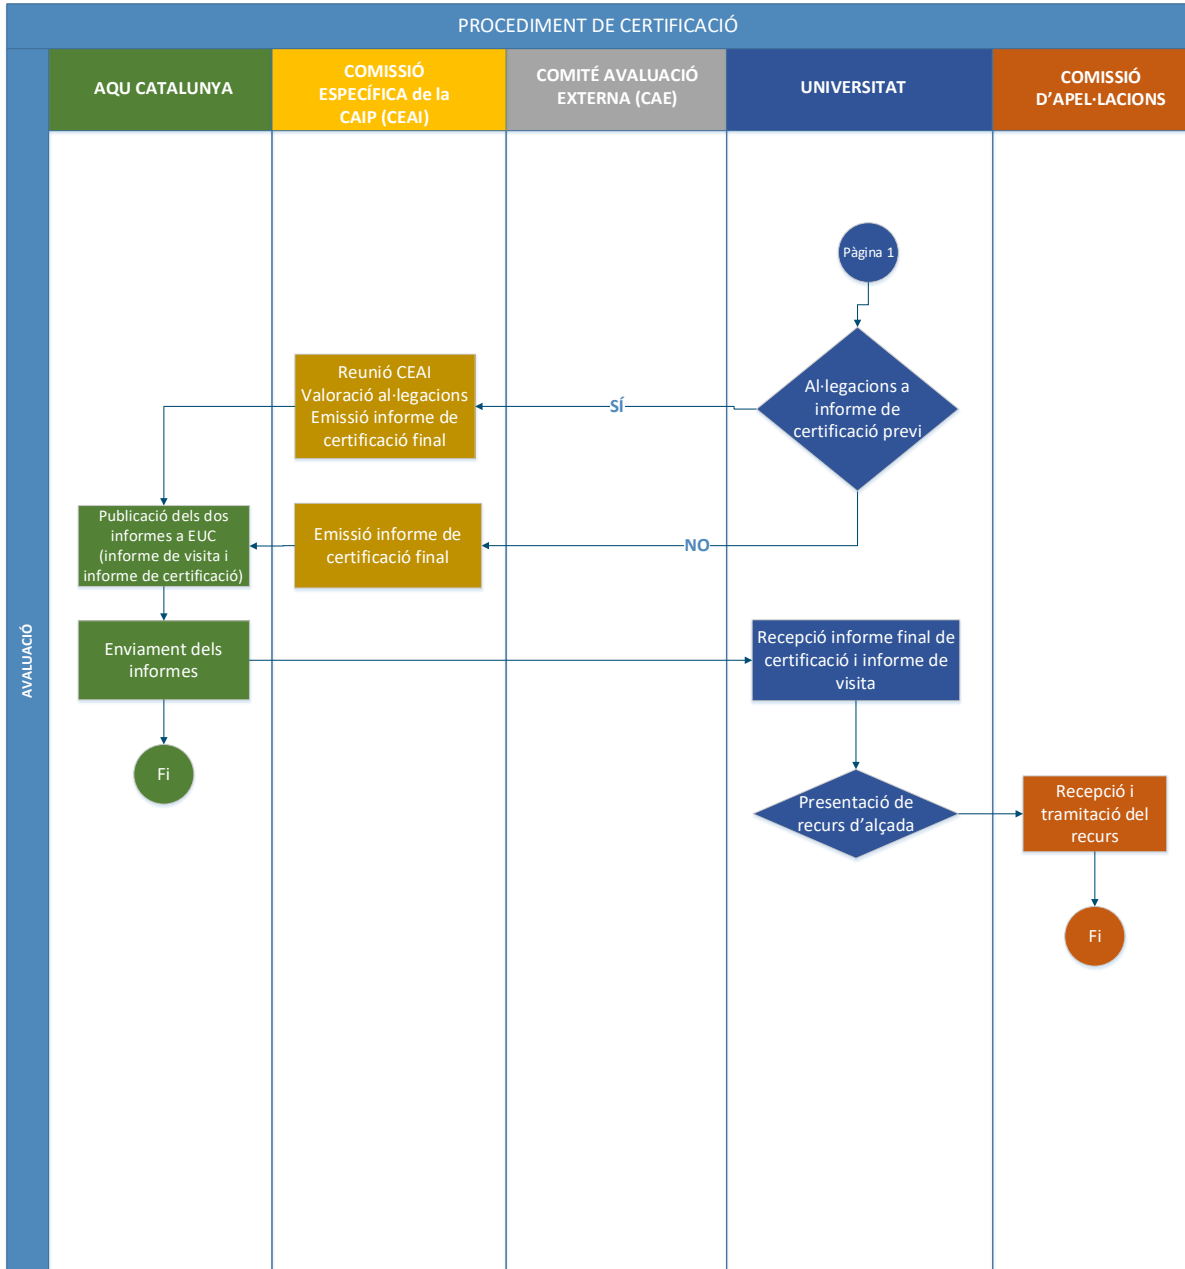 PROCEDIMENT DE CERTIFICACIÓ
AQU CATALUNYA
COMISSIÓ
ESPECÍFICA de la
CAIP (CEAI)
COMITÉ AVALUACIÓ
EXTERNA (CAE)
UNIVERSITAT
COMISSIÓ
D’APEL·LACIONS
AVALUACIÓ
Pàgina 1
Al·legacions a
informe de
certificació previ
SÍ
Reunió CEAI
Valoració al·legacions
Emissió informe de
certificació final
NO
Emissió informe de
certificació final
Publicació dels dos
informes a EUC
(informe de visita i
informe de certificació)
Enviament dels
informes
Recepció informe final de
certificació i informe de
visita
Fi
Presentació de
recurs d’alçada
Recepció i
tramitació del
recurs
Fi